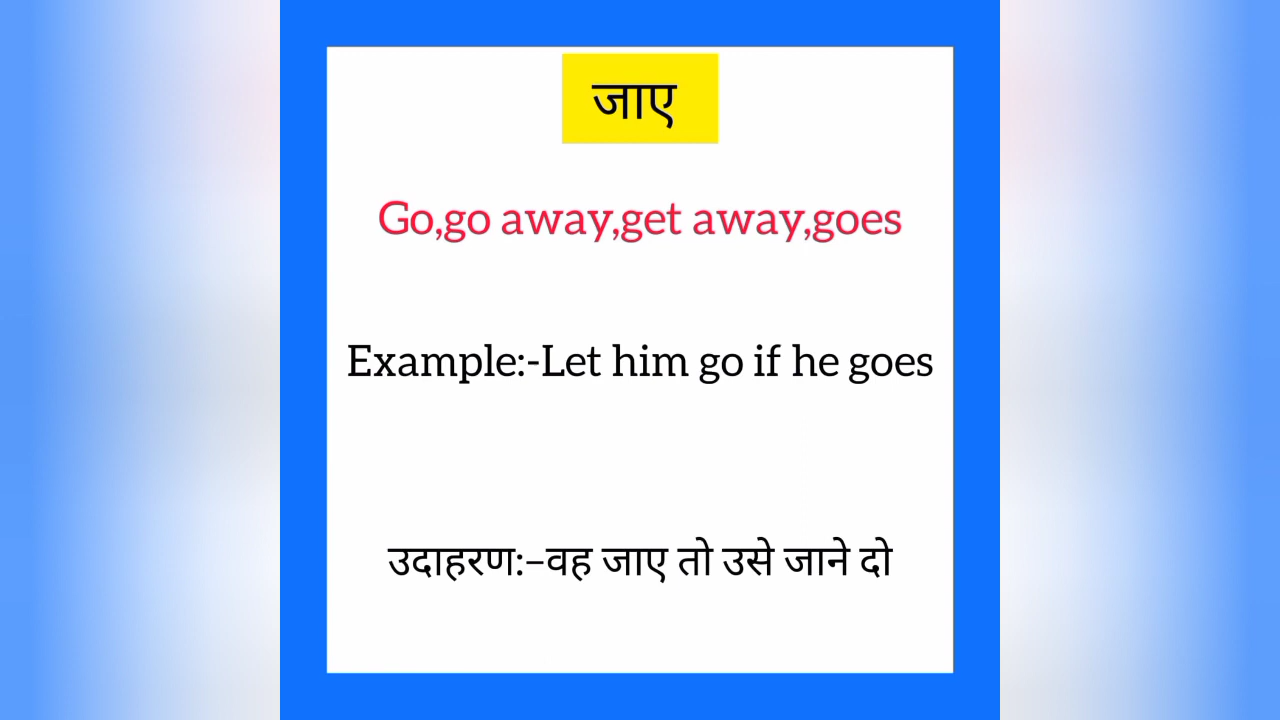 जाए
Go,go away,get away,goes
Example:-Let him go if he goes
उदाहरण:–वह जाए तो उसे जाने दो